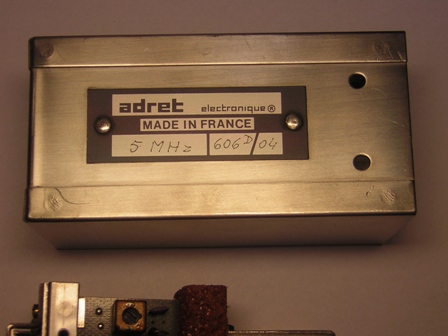 adret electronique®
MADE IN FRANCE
5 MHz 606D/04